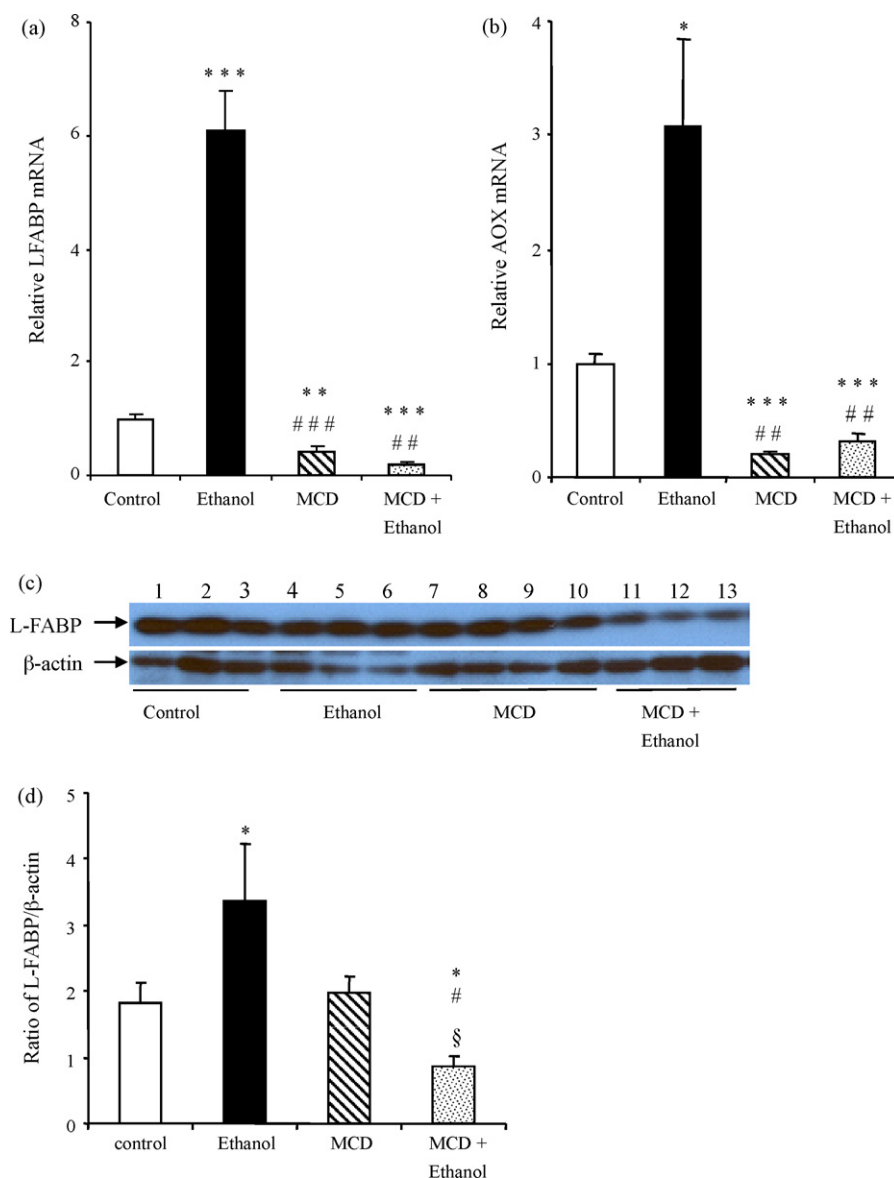 (a)
8
6
4
2
0
Relative LFABP mRNA
* * *
* *
# # #
* * *
# #
Control Ethanol MCD MCD +
Ethanol
(b)
4
3
2
1
0
Relative AOX mRNA
*
* * *
# #
* * *
# #
Control Ethanol MCD MCD +
Ethanol
(c)
1 2 3 4 5 6 7 8 9 10 11 12 13
L-FABP
β-actin
Control Ethanol MCD MCD +
Ethanol
(d)
5
4
3
2
1
0
Ratio of L-FABP/β-actin
*
*
#
§
control Ethanol MCD MCD +
Ethanol